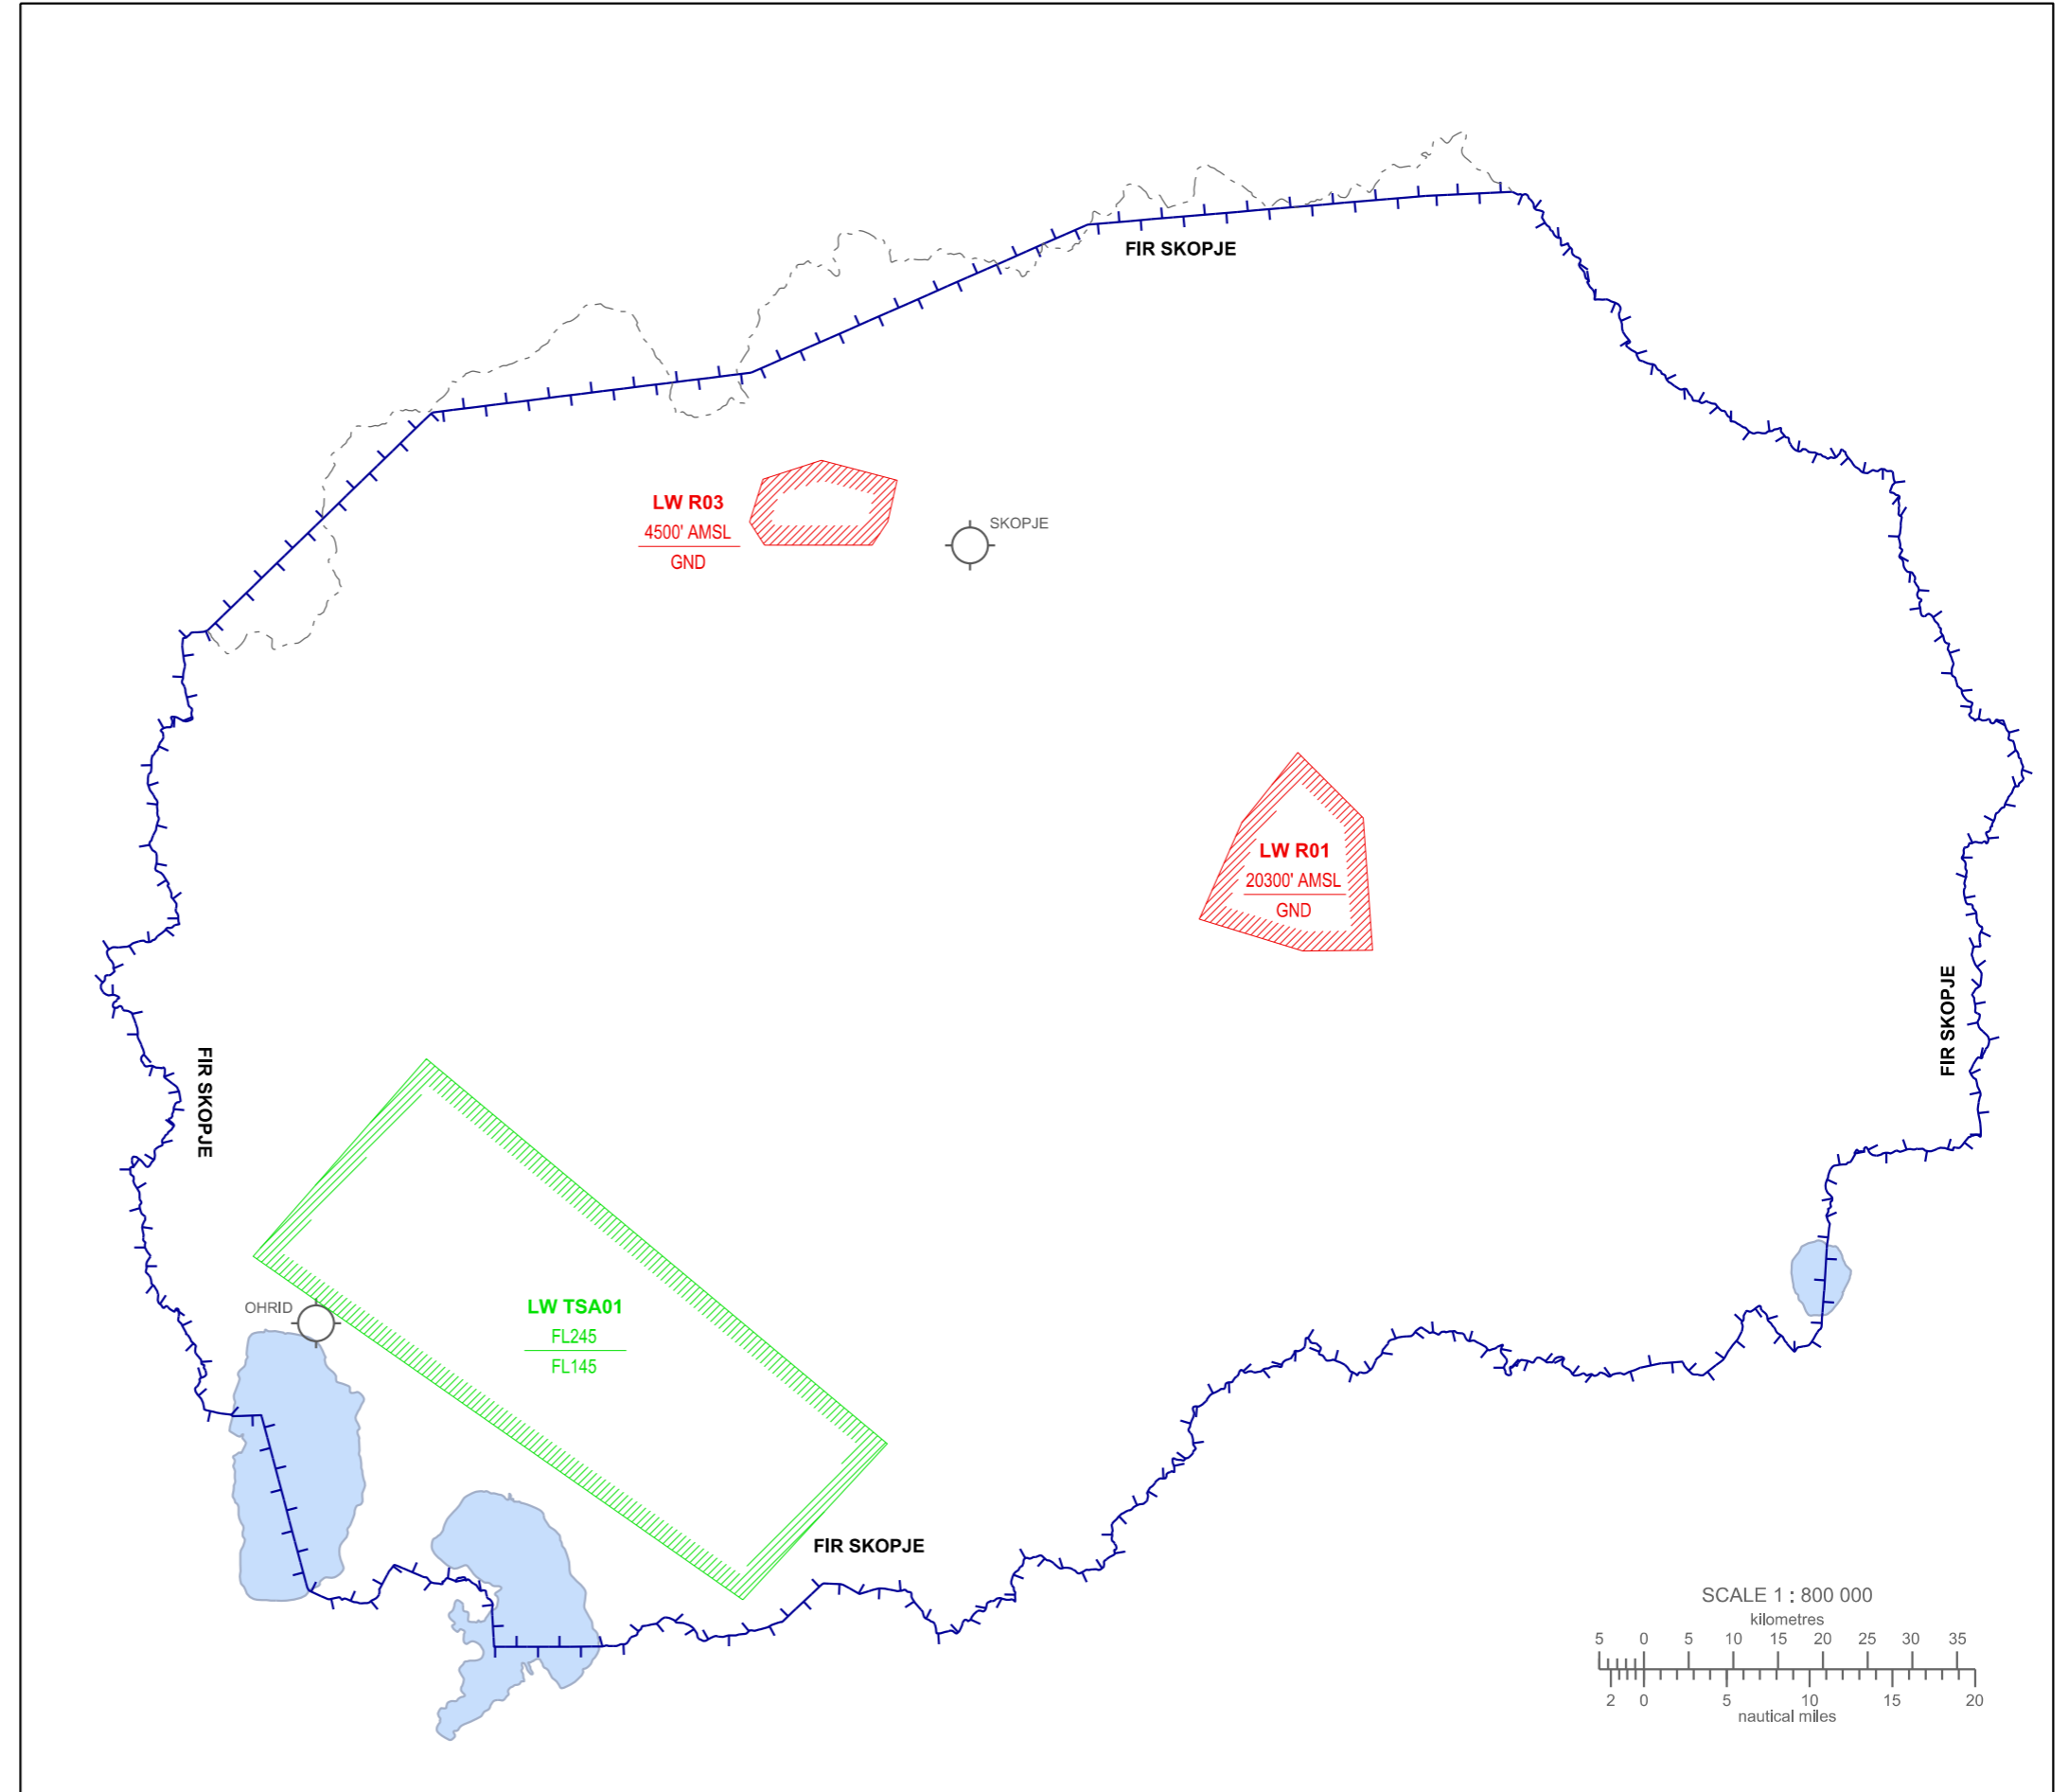 FIR SKOPJE
LW R03
4500' AMSL
GND
SKOPJE
LW R01
20300' AMSL
GND
FIR SKOPJE
FIR SKOPJE
OHRID
LW TSA01
FL245
FL145
FIR SKOPJE
SCALE 1 : 800 000
kilometres
5 0 5 10 15 20 25 30 35
2 0 5 10 15 20
nautical miles